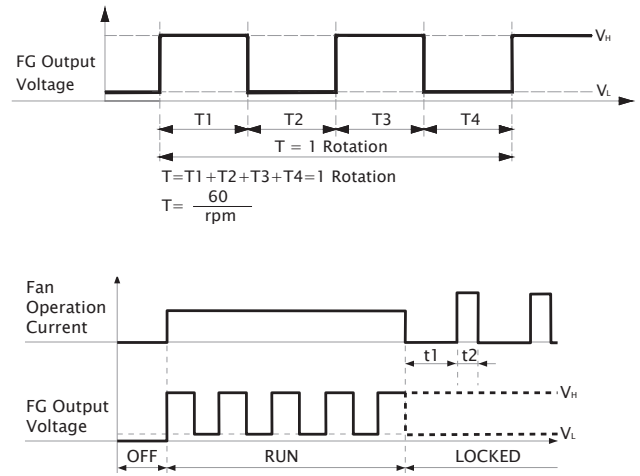 FG Output
Voltage
VH
VL
T1 T2 T3 T4
T = 1 Rotation
T=T1+T2+T3+T4=1 Rotation
T= 60
rpm
Fan
Operation
Current
t1 t2
FG Output
Voltage
VH
VL
OFF RUN LOCKED